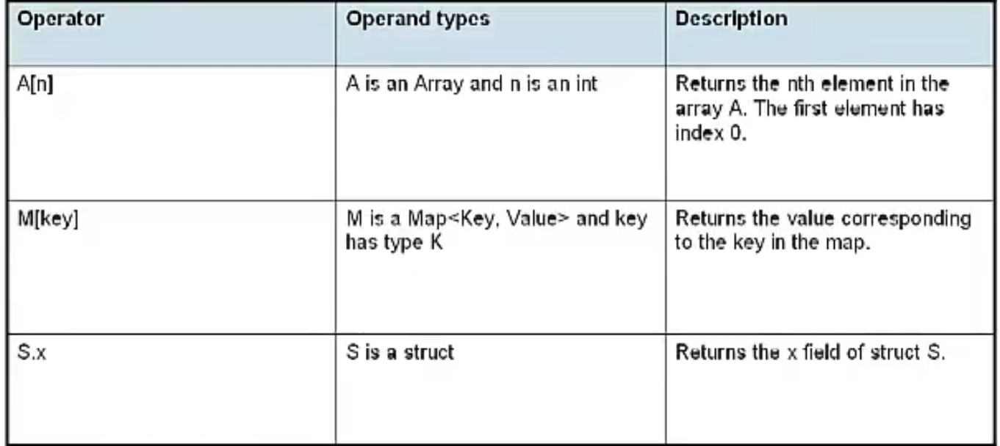 Operator Operand types Description
A[n] A is an Array and n is an int Returns the nth element in the
array A. The first element has
index 0.
M[key] M is a Map<Key, Value> and key Returns the value corresponding
has type K to the key in the map.
S.x S is a struct Returns the x field of struct S.